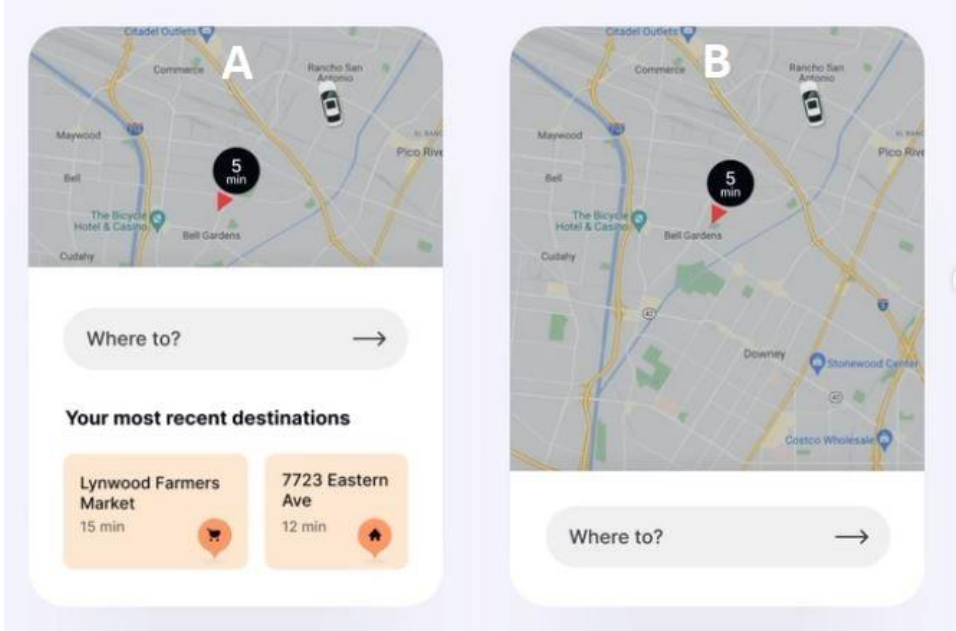 Citadel Outlets
A
Commerce
Rancho San
Antonio
Maywood
Pico Rive
5
min
Bell
The Bicycle
Hotel & Casino
Bell Gardens
Cudahy
Where to?
Your most recent destinations
Lynwood Farmers
Market
15 min
7723 Eastern
Ave
12 min
Citadel Outlets
B
Commerce
Rancho San
Antonio
Maywood
Pico Rive
5
min
Bell
The Bicycle
Hotel & Casino
Bell Gardens
Cudahy
42
Downey
Stonewood Center
42
Costco Wholesale
Where to?